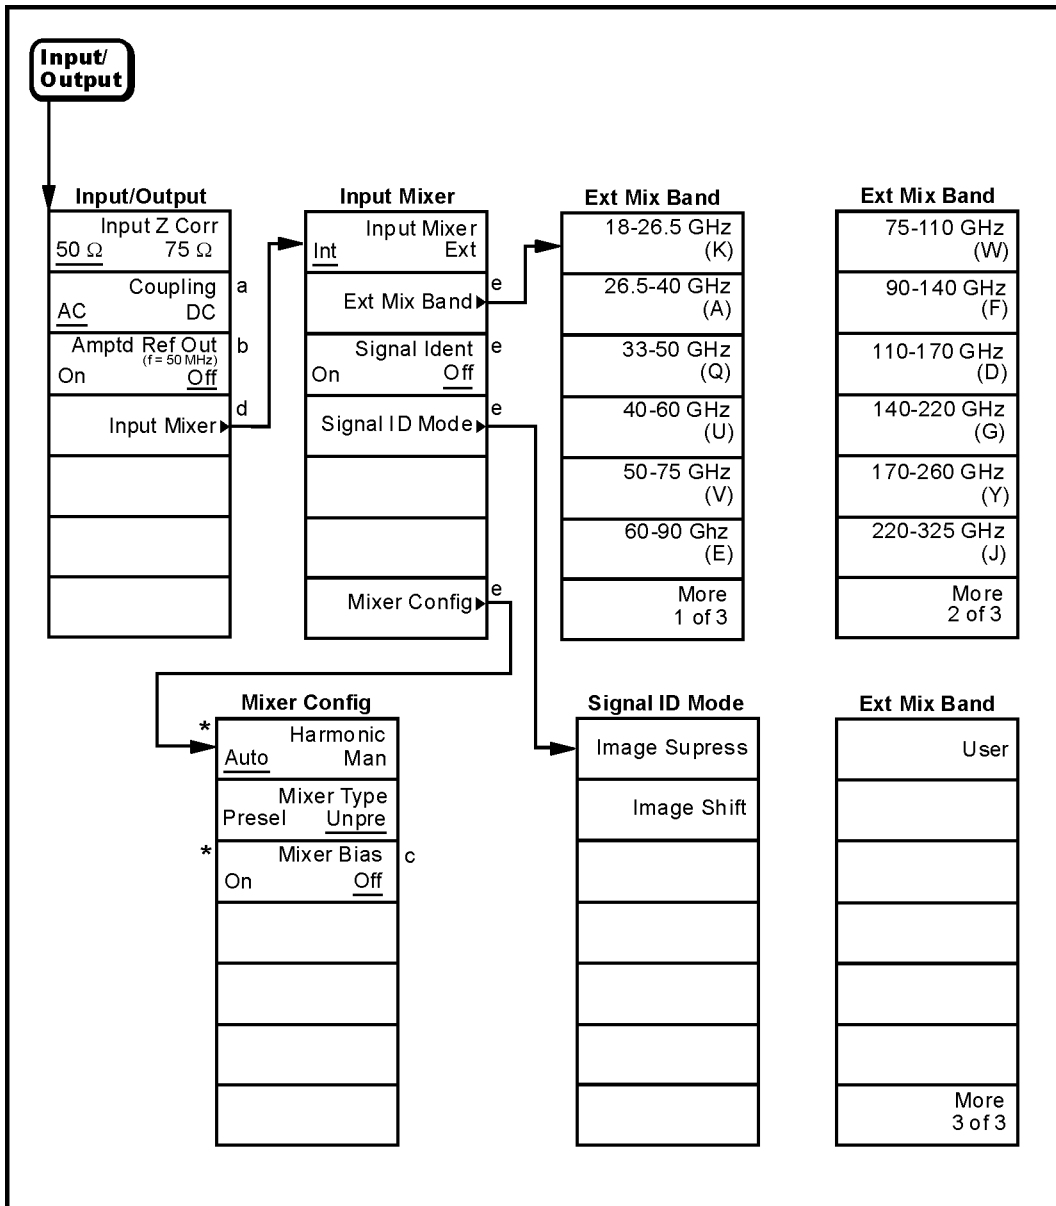 Input/
Output
Input/Output
Input Z Corr
50 Ω 75 Ω
Coupling a
AC DC
Amptd Ref Out b
(f = 50 MHz)
On Off
Input Mixer d
Input Mixer
Input Mixer
Int Ext
Ext Mix Band e
Signal Ident e
On Off
Signal ID Mode e
Mixer Config e
Ext Mix Band
18-26.5 GHz
(K)
26.5-40 GHz
(A)
33-50 GHz
(Q)
40-60 GHz
(U)
50-75 GHz
(V)
60-90 Ghz
(E)
More
1 of 3
Ext Mix Band
75-110 GHz
(W)
90-140 GHz
(F)
110-170 GHz
(D)
140-220 GHz
(G)
170-260 GHz
(Y)
220-325 GHz
(J)
More
2 of 3
Mixer Config
* Harmonic
Auto Man
Mixer Type
Presel Unpre
* Mixer Bias c
On Off
Signal ID Mode
Image Supress
Image Shift
Ext Mix Band
User
More
3 of 3